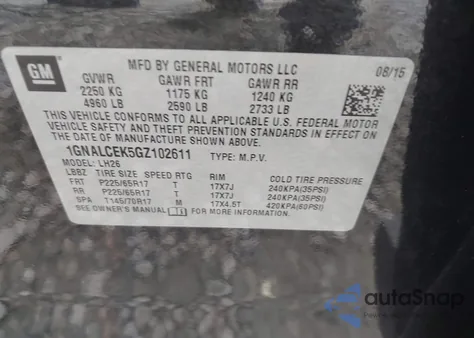 GM
MFD BY GENERAL MOTORS LLC 08/15
GVWR GAWR FRT GAWR RR
2250 KG 1175 KG 1240 KG
4960 LB 2590 LB 2733 LB
THIS VEHICLE CONFORMS TO ALL APPLICABLE U.S. FEDERAL MOTOR
VEHICLE SAFETY AND THEFT PREVENTION STANDARDS IN EFFECT ON
THE DATE OF MANUFACTURE SHOWN ABOVE.
1GNALCEK5GZ102611 TYPE: M.P.V.
MODEL: LH26
LBBZ TIRE SIZE SPEED RTG RIM COLD TIRE PRESSURE
FRT P225/65R17 T 17X7J 240KPA(35PSI)
RR P225/65R17 T 17X7J 240KPA(35PSI)
SPA T145/70R17 M 17X4.5T 420KPA(60PSI)
SEE OWNER'S MANUAL FOR MORE INFORMATION.
autoSnap